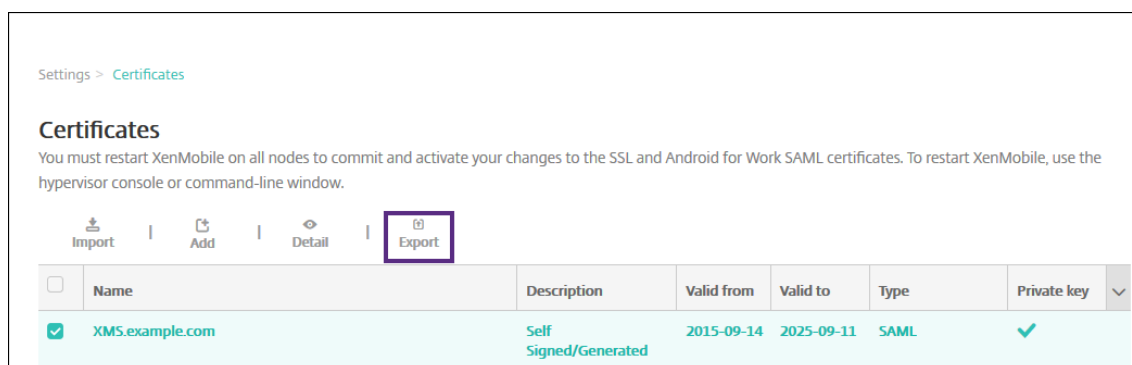 Settings > Certificates
Certificates
You must restart XenMobile on all nodes to commit and activate your changes to the SSL and Android for Work SAML certificates. To restart XenMobile, use the
hypervisor console or command-line window.
Import | Add | Detail | Export
Name Description Valid from Valid to Type Private key
XMS.example.com Self 2015-09-14 2025-09-11 SAML
Signed/Generated